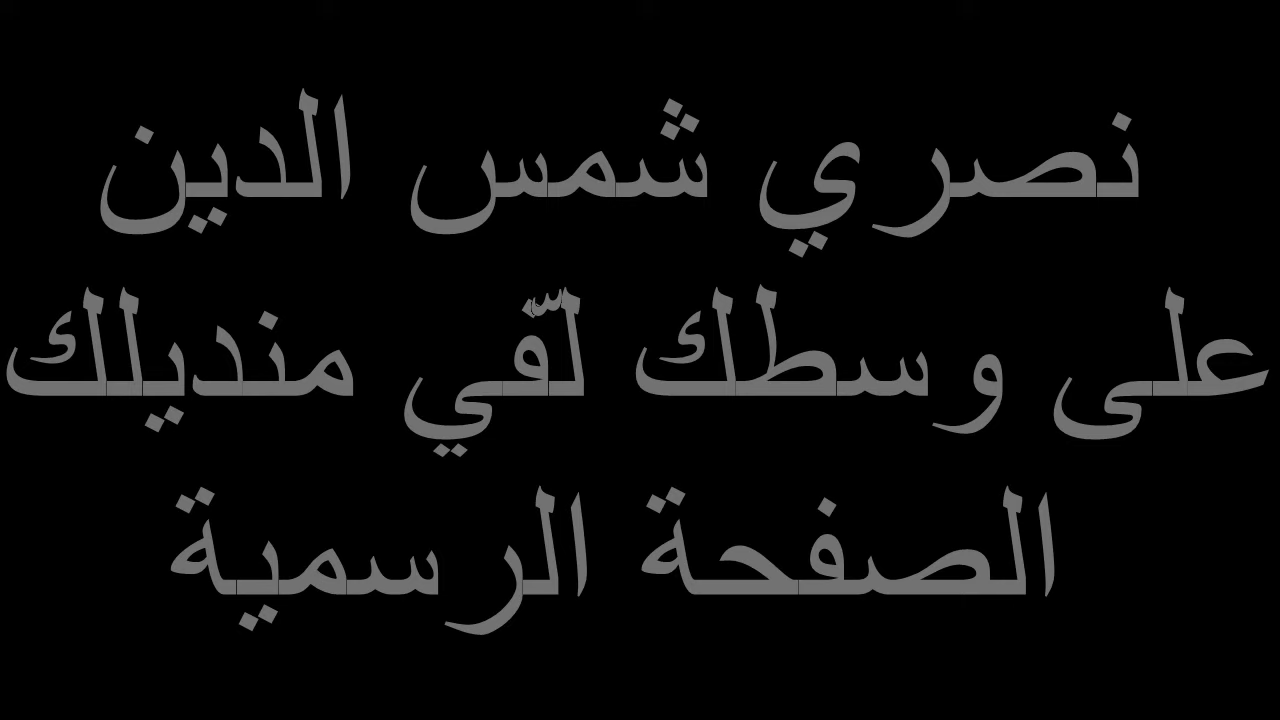 نصري شمس الدين
على وسطك لفّي منديلك
الصفحة الرسمية